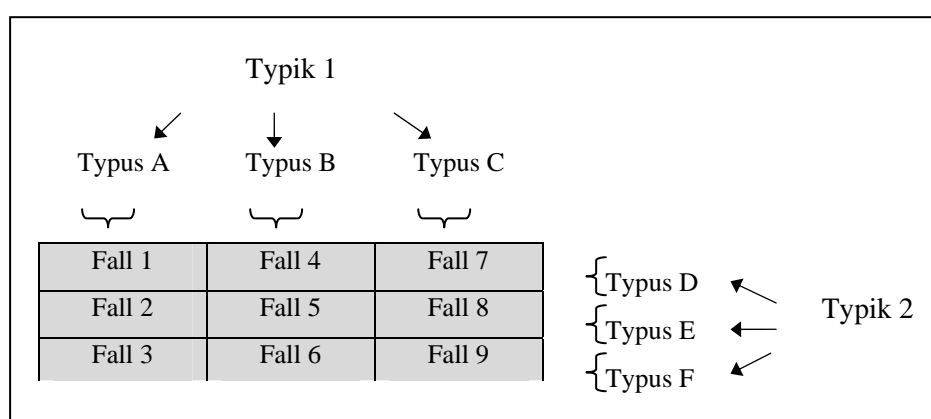 Typik 1
Typus A Typus B Typus C
Fall 1 Fall 4 Fall 7
Typus D
Fall 2 Fall 5 Fall 8
Typus E
Typik 2
Fall 3 Fall 6 Fall 9
Typus F